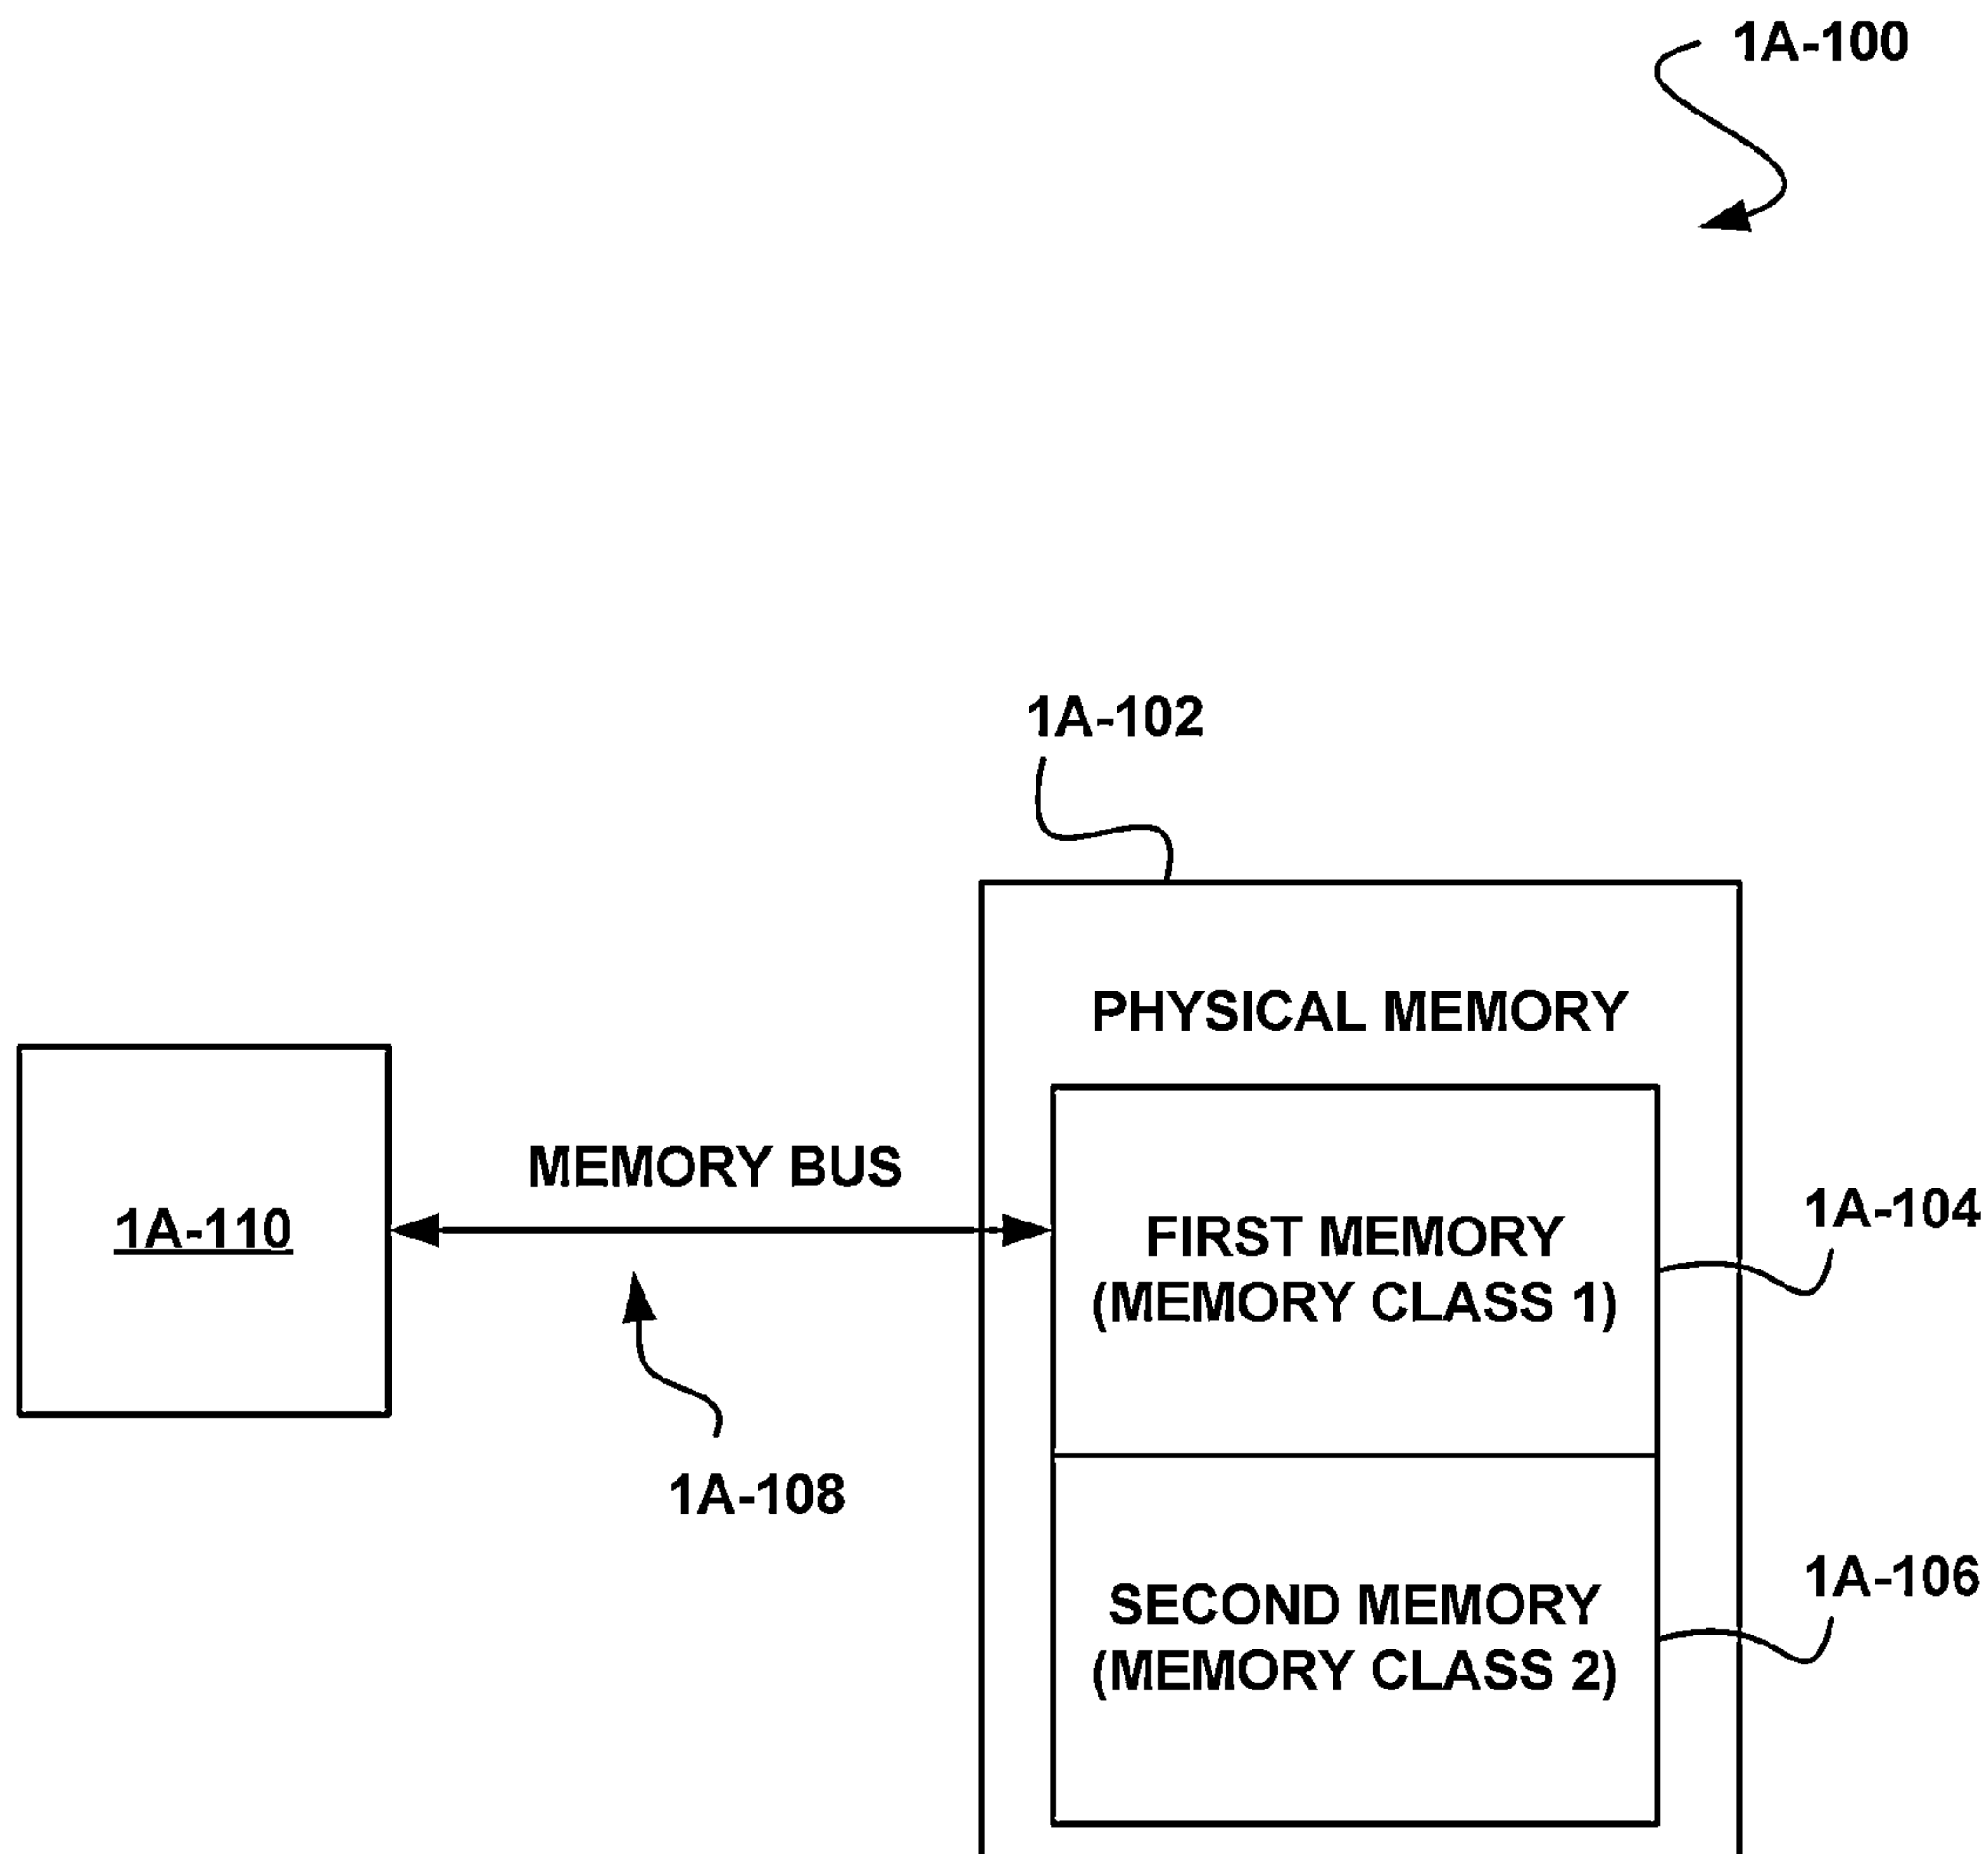 1A-100
1A-102
PHYSICAL MEMORY
MEMORY BUS
1A-110
FIRST MEMORY
(MEMORY CLASS 1)
1A-104
1A-108
SECOND MEMORY
(MEMORY CLASS 2)
1A-106